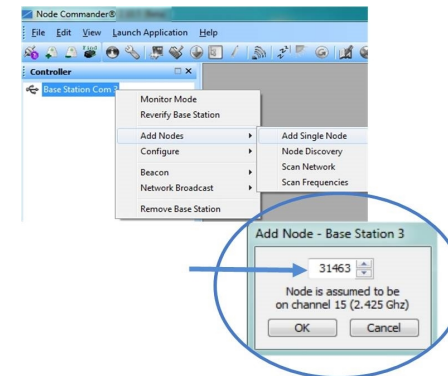 Node Commander®
File Edit View Launch Application Help
Find
Controller
Base Station Com 3
Monitor Mode
Reverify Base Station
Add Nodes
Configure
Beacon
Network Broadcast
Remove Base Station
Add Single Node
Node Discovery
Scan Network
Scan Frequencies
Add Node - Base Station 3
31463
Node is assumed to be
on channel 15 (2.425 Ghz)
OK Cancel